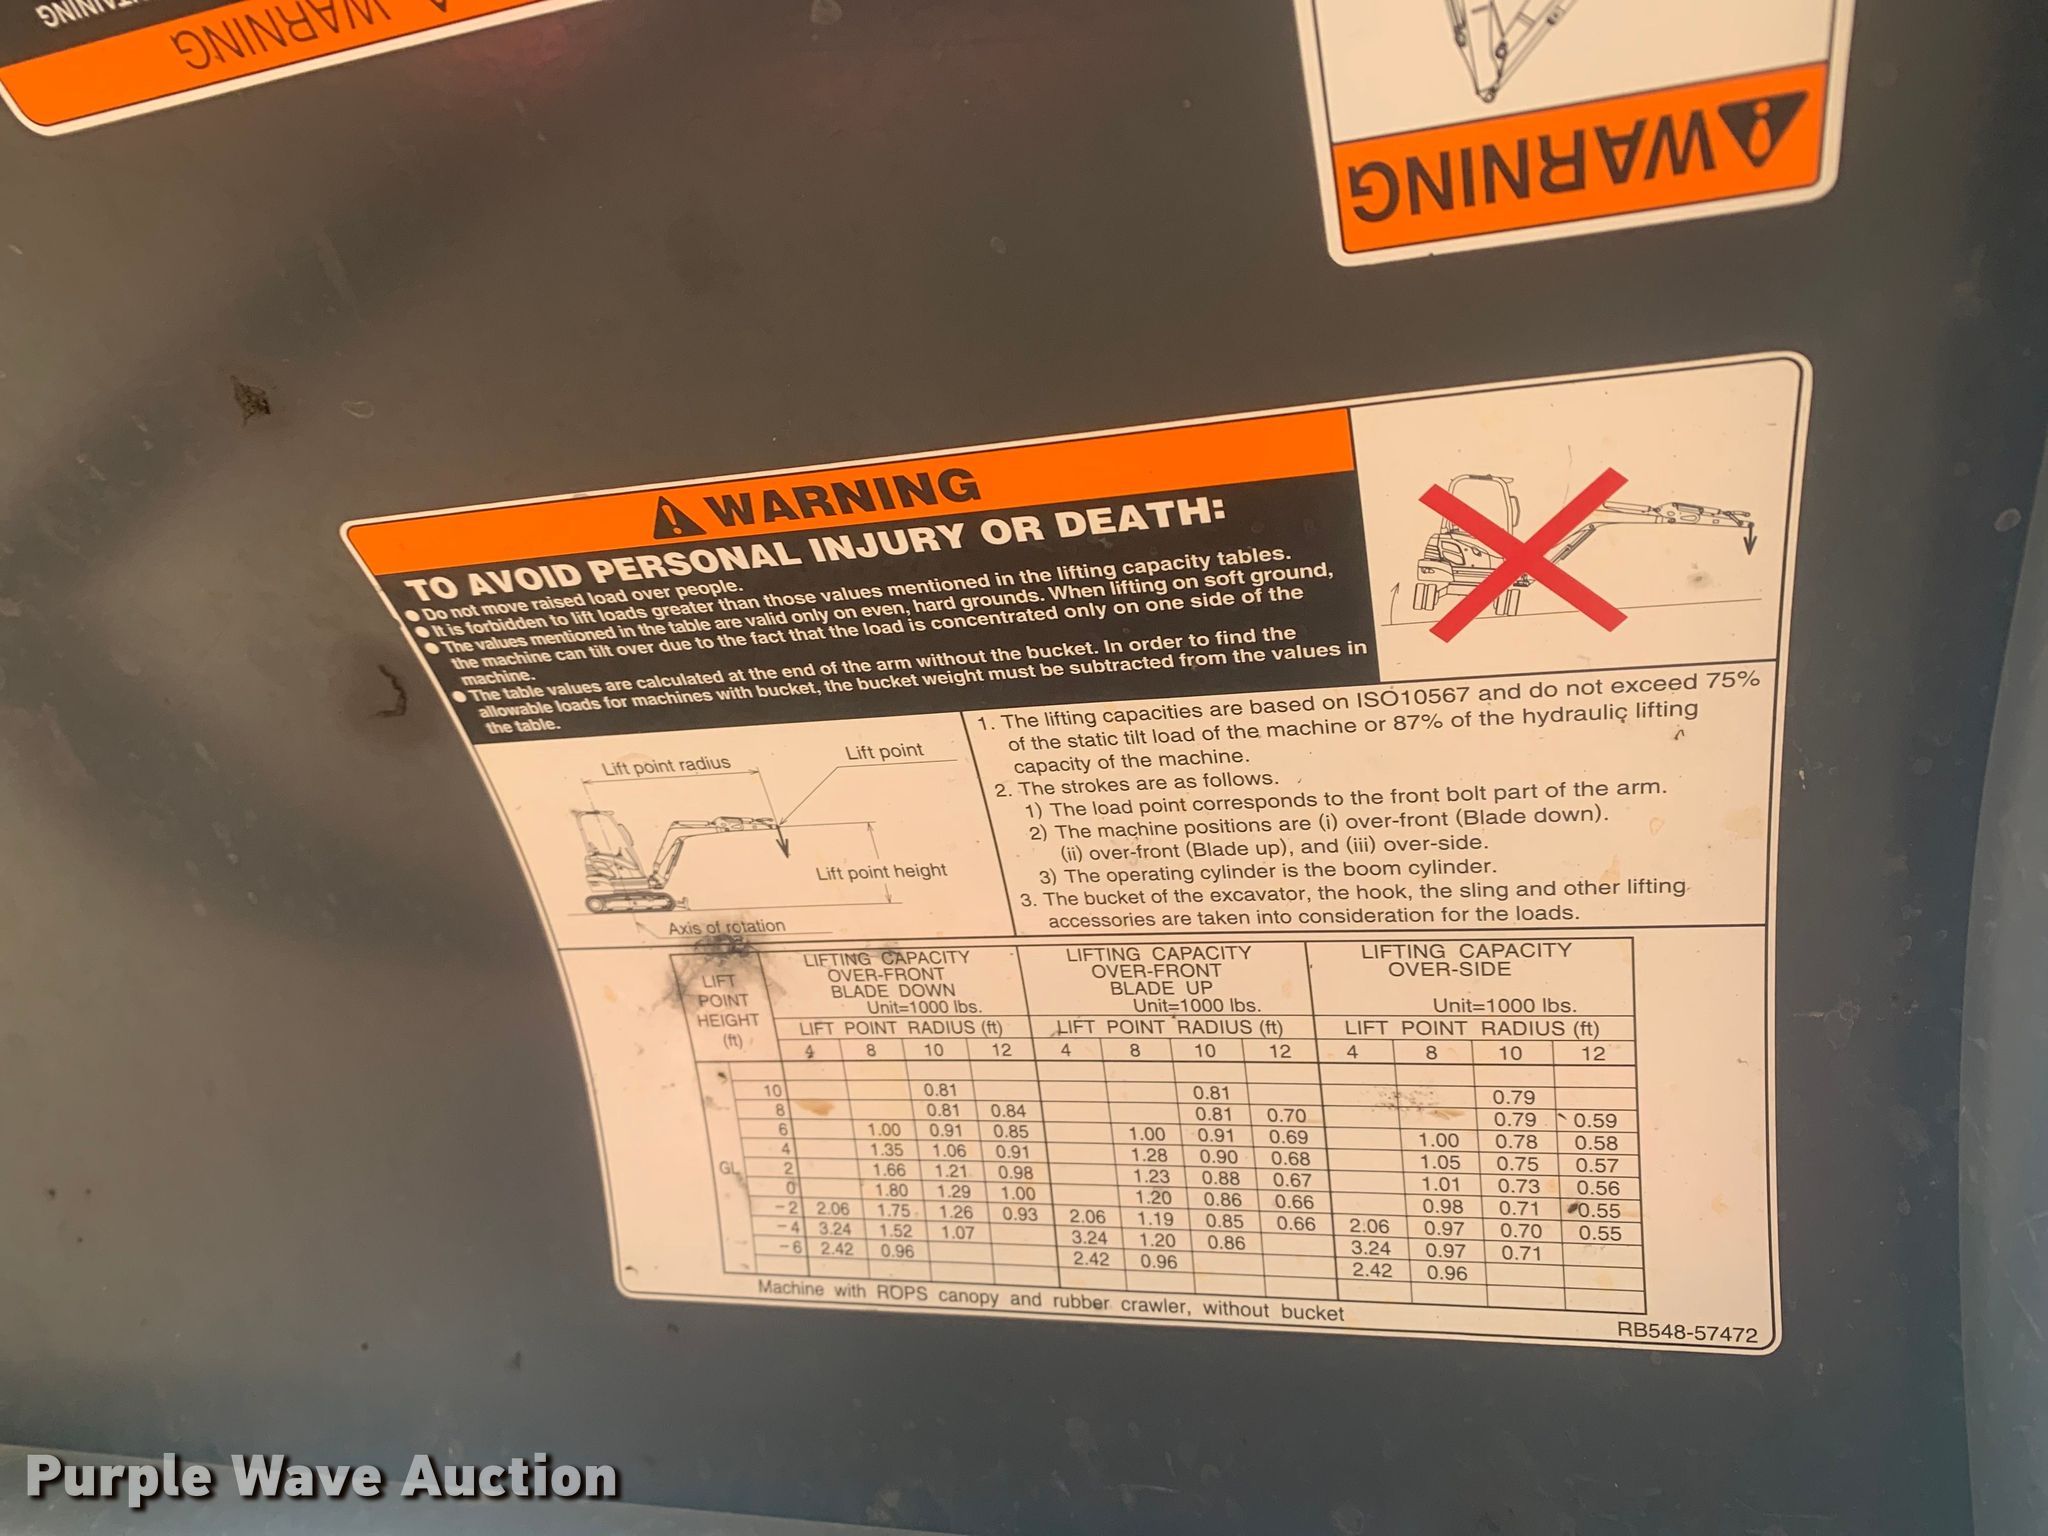 WARNING
WARNING
WARNING
TO AVOID PERSONAL INJURY OR DEATH:
● Do not move raised load over people.
● It is forbidden to lift loads greater than those values mentioned in the lifting capacity tables.
● The values mentioned in the table are valid only on even, hard grounds. When lifting on soft ground,
the machine can tilt over due to the fact that the load is concentrated only on one side of the
machine.
● The table values are calculated at the end of the arm without the bucket. In order to find the
allowable loads for machines with bucket, the bucket weight must be subtracted from the values in
the table.
Lift point radius
Lift point
Lift point height
Axis of rotation
1. The lifting capacities are based on ISO10567 and do not exceed 75%
of the static tilt load of the machine or 87% of the hydraulic lifting
capacity of the machine.
2. The strokes are as follows.
1) The load point corresponds to the front bolt part of the arm.
2) The machine positions are (i) over-front (Blade down).
(ii) over-front (Blade up), and (iii) over-side.
3) The operating cylinder is the boom cylinder.
3. The bucket of the excavator, the hook, the sling and other lifting
accessories are taken into consideration for the loads.
LIFT
POINT
HEIGHT
(ft)
LIFTING CAPACITY
OVER-FRONT
BLADE DOWN
Unit=1000 lbs.
LIFTING CAPACITY
OVER-FRONT
BLADE UP
Unit=1000 lbs.
LIFTING CAPACITY
OVER-SIDE
Unit=1000 lbs.
LIFT POINT RADIUS (ft) LIFT POINT RADIUS (ft) LIFT POINT RADIUS (ft)
4 8 10 12 4 8 10 12 4 8 10 12
10 0.81 0.81 0.79
8 0.81 0.84 0.81 0.70 0.79 0.59
6 1.00 0.91 0.85 1.00 0.91 0.69 1.00 0.78 0.58
4 1.35 1.06 0.91 1.28 0.90 0.68 1.05 0.75 0.57
2 1.66 1.21 0.98 1.23 0.88 0.67 1.01 0.73 0.56
GL 0 1.80 1.29 1.00 1.20 0.86 0.66 0.98 0.71 0.55
-2 2.06 1.75 1.26 0.93 2.06 1.19 0.85 0.66 2.06 0.97 0.70 0.55
-4 3.24 1.52 1.07 3.24 1.20 0.86 3.24 0.97 0.71
-6 2.42 0.96 2.42 0.96 2.42 0.96
Machine with ROPS canopy and rubber crawler, without bucket
RB548-57472
Purple Wave Auction